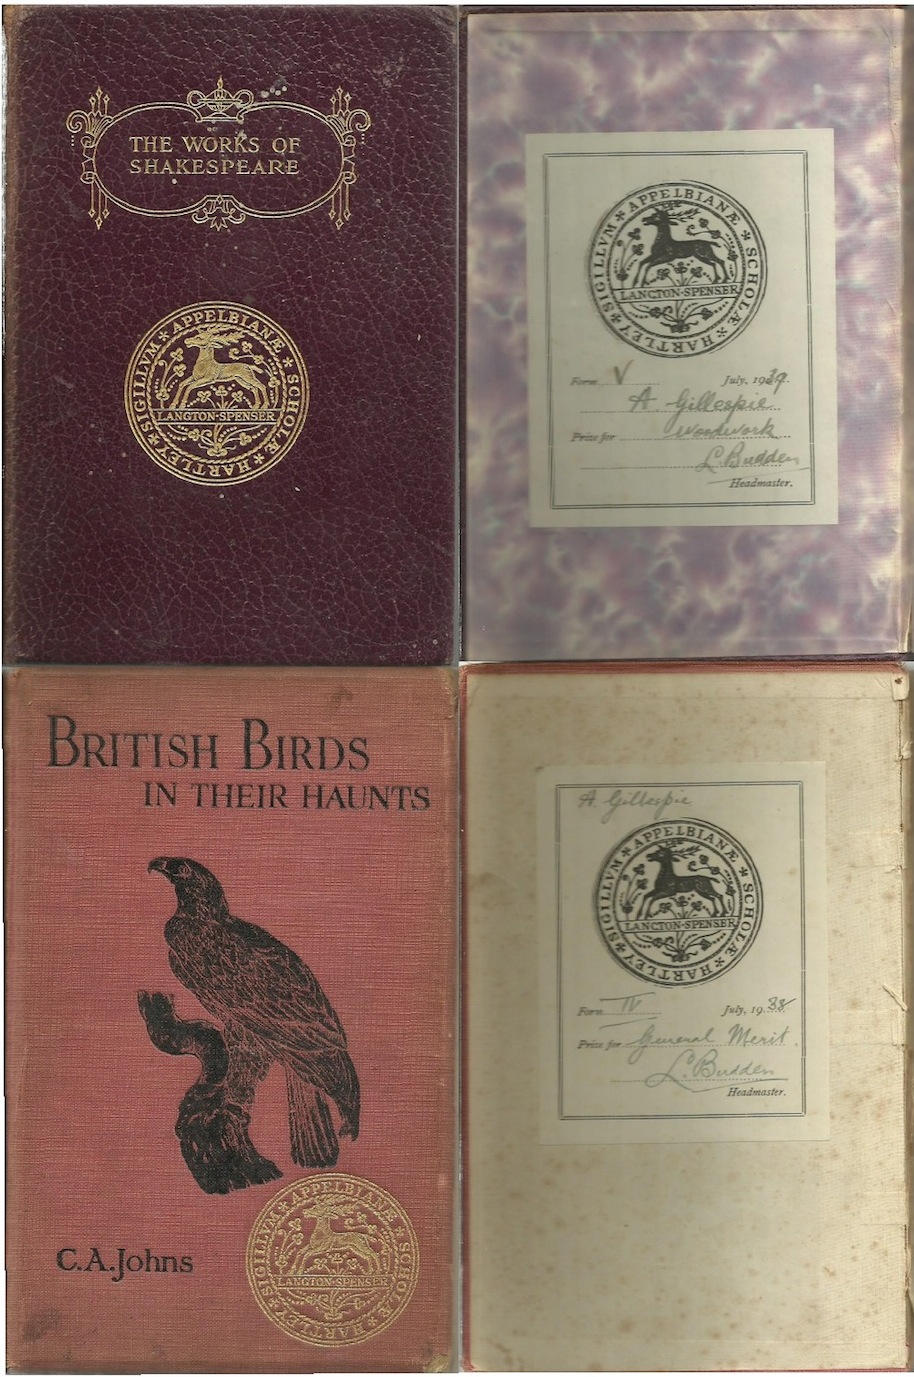 THE WORKS OF
SHAKESPEARE
SIGILLVM * APPELBIANÆ * SCHOLÆ * HARTLEY *
LANGTON·SPENSER
SIGILLVM * APPELBIANÆ * SCHOLÆ * HARTLEY *
LANCTON·SPENSER
Form V July, 1939.
A. Gillespie
Prize for woodwork
L. Budden
Headmaster.
BRITISH BIRDS
IN THEIR HAUNTS
C.A. Johns
SIGILLVM * APPELBIANÆ * SCHOLÆ * HARTLEY *
LANGTON·SPENSER
A. Gillespie
SIGILLVM * APPELBIANÆ * SCHOLÆ * HARTLEY *
LANCTON·SPENSER
Form IV July, 1938
Prize for General Merit.
L. Budden
Headmaster.